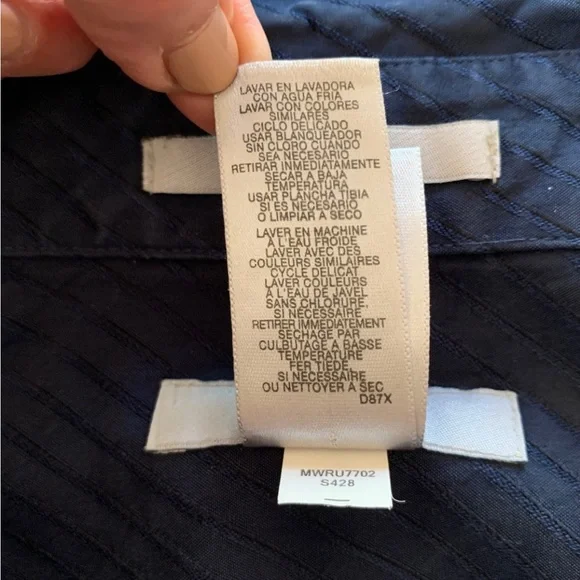 LAVAR EN LAVADORA
CON AGUA FRIA
LAVAR CON COLORES
SIMILARES
CICLO DELICADO
USAR BLANQUEADOR
SIN CLORO CUANDO
SEA NECESARIO
RETIRAR INMEDIATAMENTE
SECAR A BAJA
TEMPERATURA
USAR PLANCHA TIBIA
SI ES NECESARIO
O LIMPIAR A SECO
LAVER EN MACHINE
A L'EAU FROIDE
LAVER AVEC DES
COULEURS SIMILAIRES
CYCLE DELICAT
LAVER COULEURS
A L'EAU DE JAVEL
SANS CHLORURE,
SI NECESSAIRE
RETIRER IMMEDIATEMENT
SECHAGE PAR
CULBUTAGE A BASSE
TEMPERATURE
FER TIEDE,
SI NECESSAIRE
OU NETTOYER A SEC
D87X
MWRU7702
S428